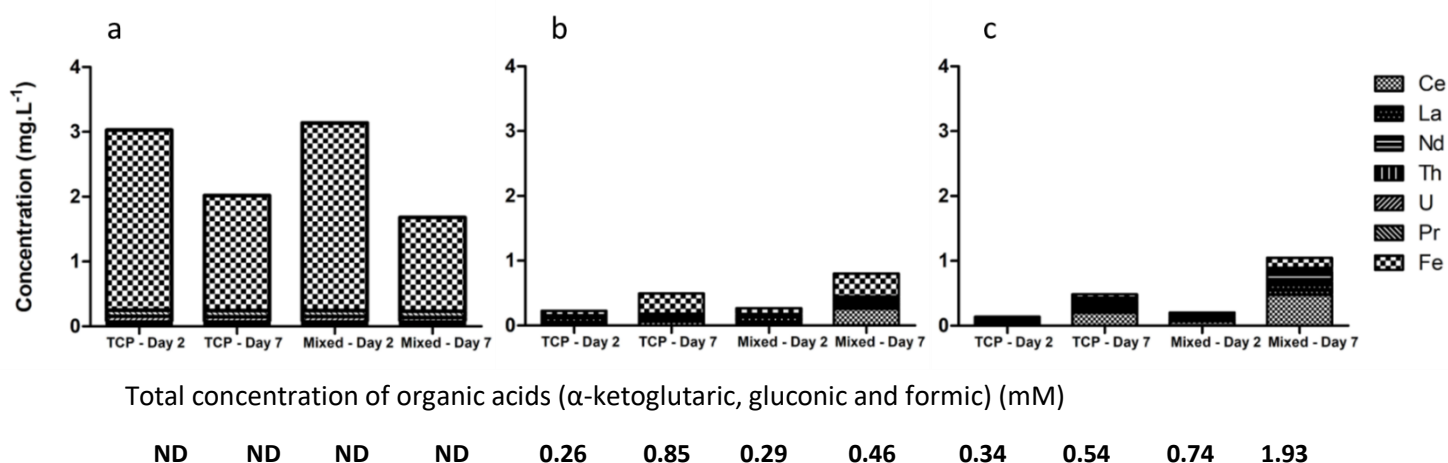 a
b
c
Concentration (mg.L-1)
4
3
2
1
0
TCP - Day 2
TCP - Day 7
Mixed - Day 2
Mixed - Day 7
4
3
2
1
0
TCP - Day 2
TCP - Day 7
Mixed - Day 2
Mixed - Day 7
4
3
2
1
0
TCP - Day 2
TCP - Day 7
Mixed - Day 2
Mixed - Day 7
Ce
La
Nd
Th
U
Pr
Fe
Total concentration of organic acids (α-ketoglutaric, gluconic and formic) (mM)
ND ND ND ND 0.26 0.85 0.29 0.46 0.34 0.54 0.74 1.93